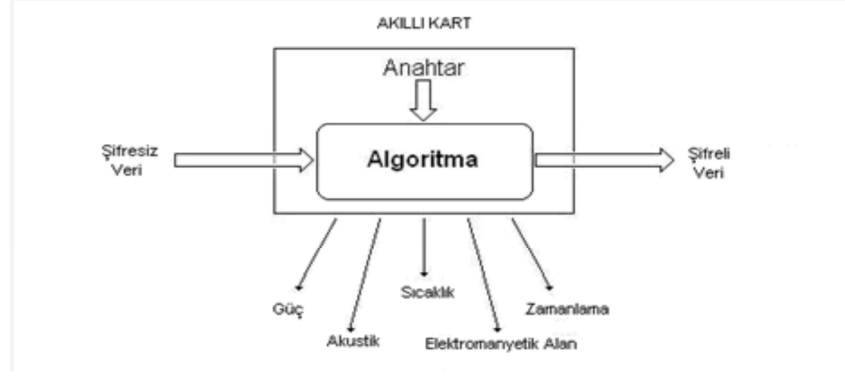 AKILLI KART
Anahtar
Şifresiz
Veri
Algoritma
Şifreli
Veri
Güç
Akustik
Sıcaklık
Elektromanyetik Alan
Zamanlama